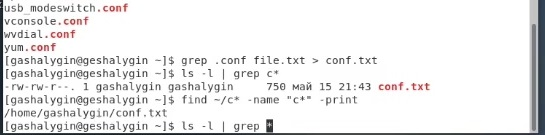 usb_modeswitch.conf
vconsole.conf
wvdial.conf
yum.conf
[gashalygin@geshalygin ~]$ grep .conf file.txt > conf.txt
[gashalygin@geshalygin ~]$ ls -l | grep c*
-rw-rw-r--. 1 gashalygin gashalygin    750 май 15 21:43 conf.txt
[gashalygin@geshalygin ~]$ find ~/c* -name "c*" -print
/home/gashalygin/conf.txt
[gashalygin@geshalygin ~]$ ls -l | grep *